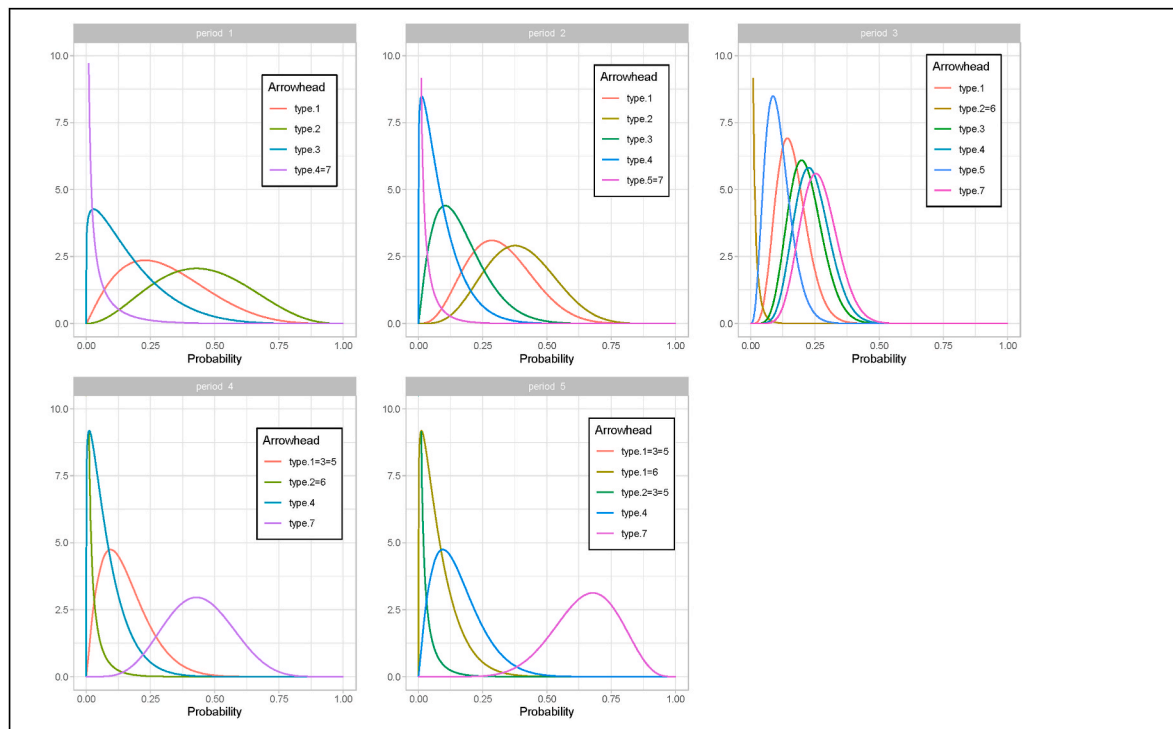 period 1
10.0
7.5
5.0
2.5
0.0
Arrowhead
type.1
type.2
type.3
type.4=7
0.00 0.25 0.50 0.75 1.00
Probability
period 2
10.0
7.5
5.0
2.5
0.0
Arrowhead
type.1
type.2
type.3
type.4
type.5=7
0.00 0.25 0.50 0.75 1.00
Probability
period 3
10.0
7.5
5.0
2.5
0.0
Arrowhead
type.1
type.2=6
type.3
type.4
type.5
type.7
0.00 0.25 0.50 0.75 1.00
Probability
period 4
10.0
7.5
5.0
2.5
0.0
Arrowhead
type.1=3=5
type.2=6
type.4
type.7
0.00 0.25 0.50 0.75 1.00
Probability
period 5
10.0
7.5
5.0
2.5
0.0
Arrowhead
type.1=3=5
type.1=6
type.2=3=5
type.4
type.7
0.00 0.25 0.50 0.75 1.00
Probability